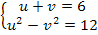 u + v = 6
u² − v² = 12